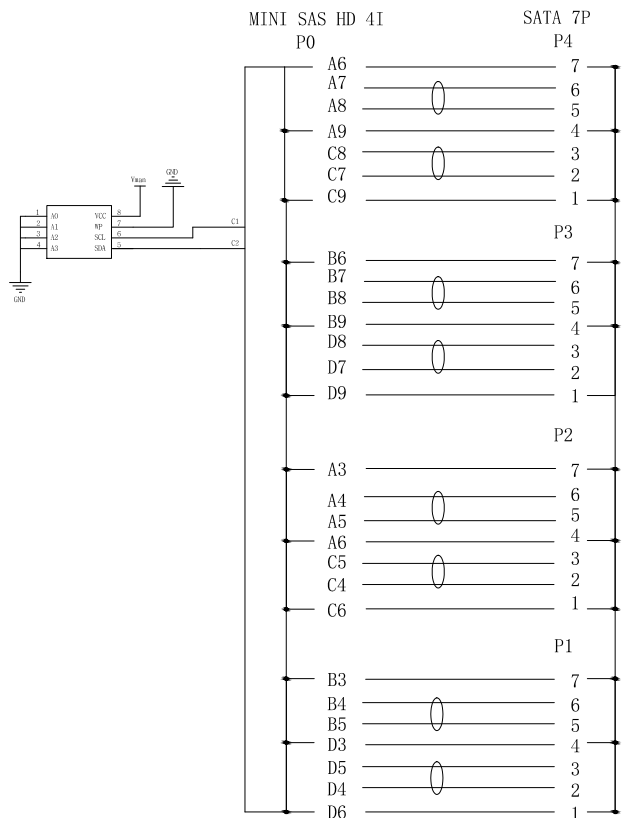 MINI SAS HD 4I SATA 7P
P0 P4
A6 7
A7 6
A8 5
A9 4
C8 3
C7 2
C9 1
Vman GND
1 A0 VCC 8
2 A1 WP 7
3 A2 SCL 6 C1
4 A3 SDA 5 C2
GND
P3
B6 7
B7 6
B8 5
B9 4
D8 3
D7 2
D9 1
P2
A3 7
A4 6
A5 5
A6 4
C5 3
C4 2
C6 1
P1
B3 7
B4 6
B5 5
D3 4
D5 3
D4 2
D6 1